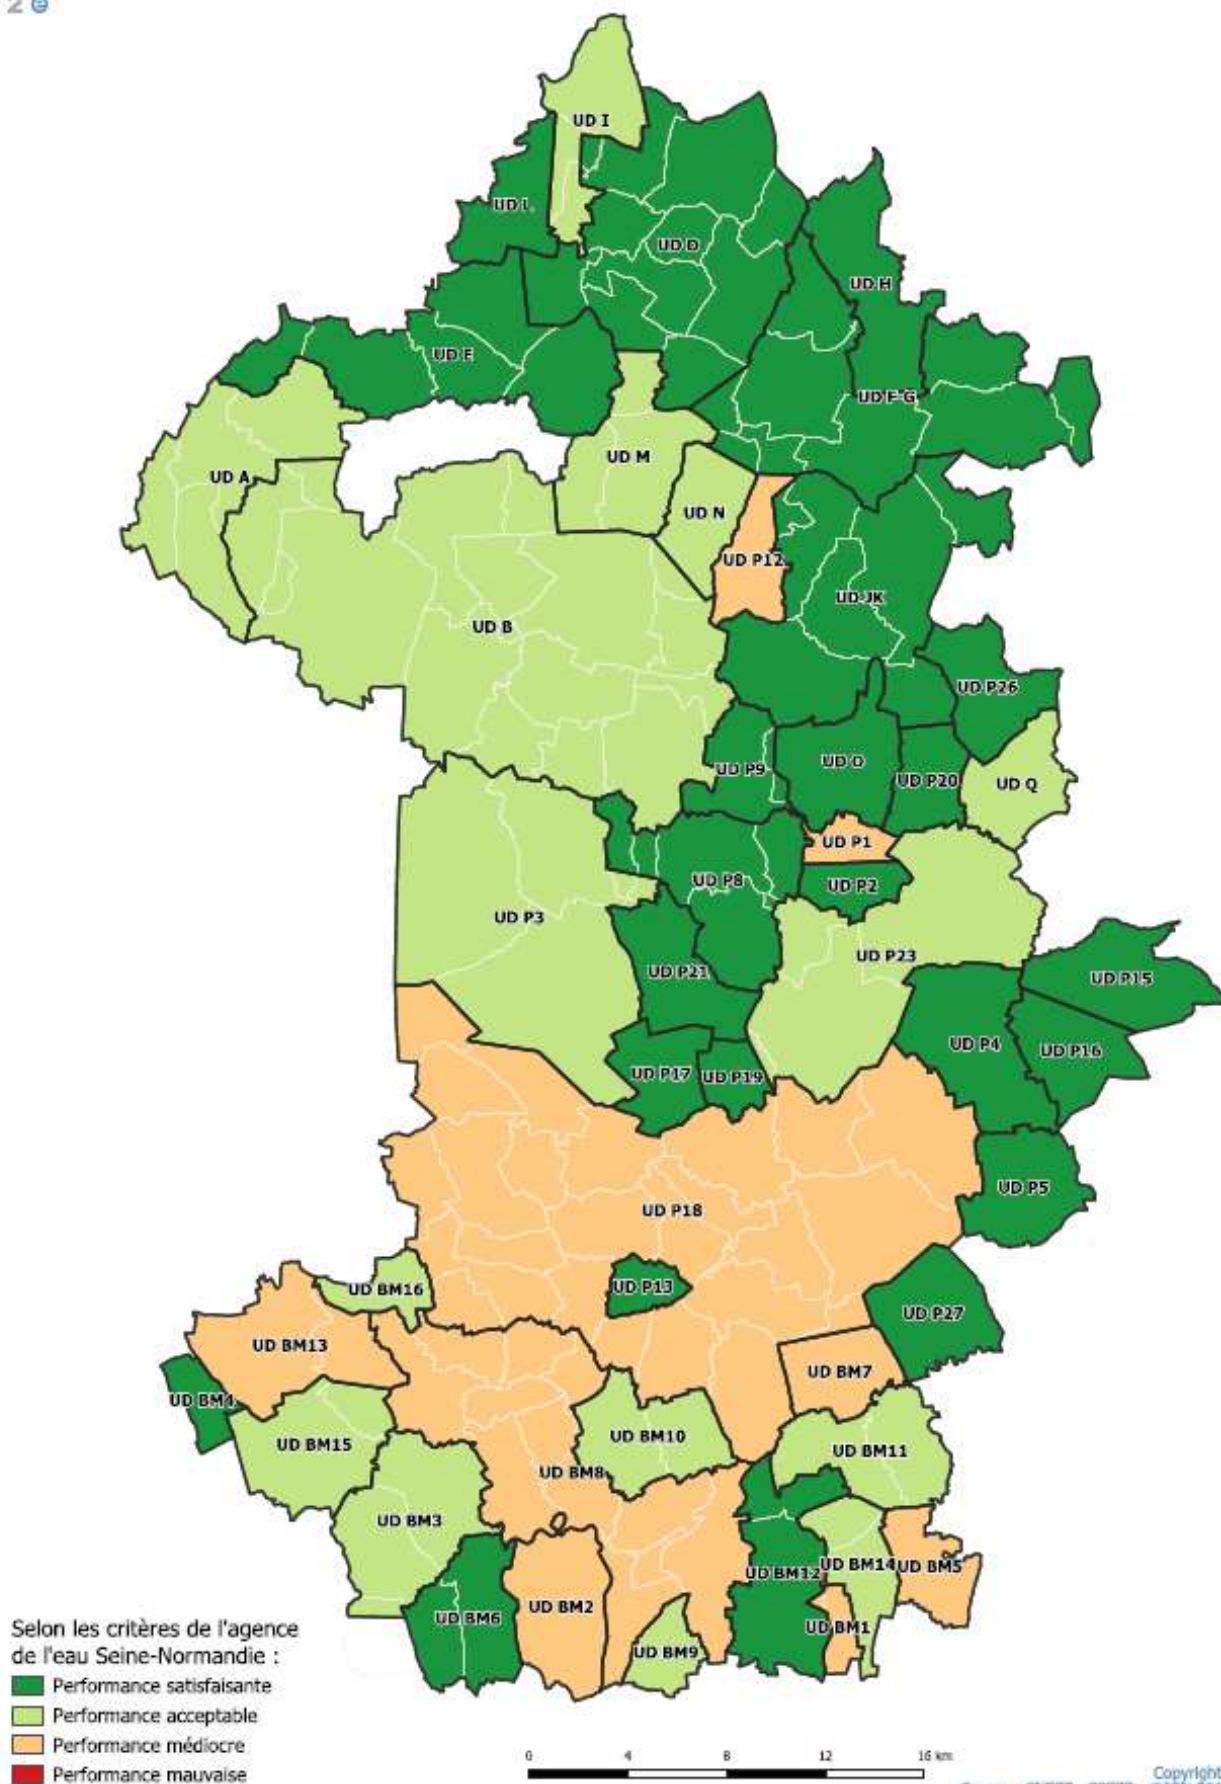 2 e
UD I
UD L
UD D
UD H
UD E
UD F-G
UD M
UD A
UD N
UD P12
UD JK
UD B
UD P26
UD P9
UD O
UD P20
UD Q
UD P1
UD P8
UD P2
UD P3
UD P23
UD P21
UD P15
UD P4
UD P16
UD P17
UD P19
UD P5
UD P18
UD P13
UD BM16
UD P27
UD BM13
UD BM7
UD BM4
UD BM15
UD BM10
UD BM11
UD BM8
UD BM3
UD BM12
UD BM14
UD BM5
UD BM6
UD BM2
UD BM1
UD BM9
Selon les critères de l'agence
de l'eau Seine-Normandie :
Performance satisfaisante
Performance acceptable
Performance médiocre
Performance mauvaise
0 4 8 12 16 km
Copyright